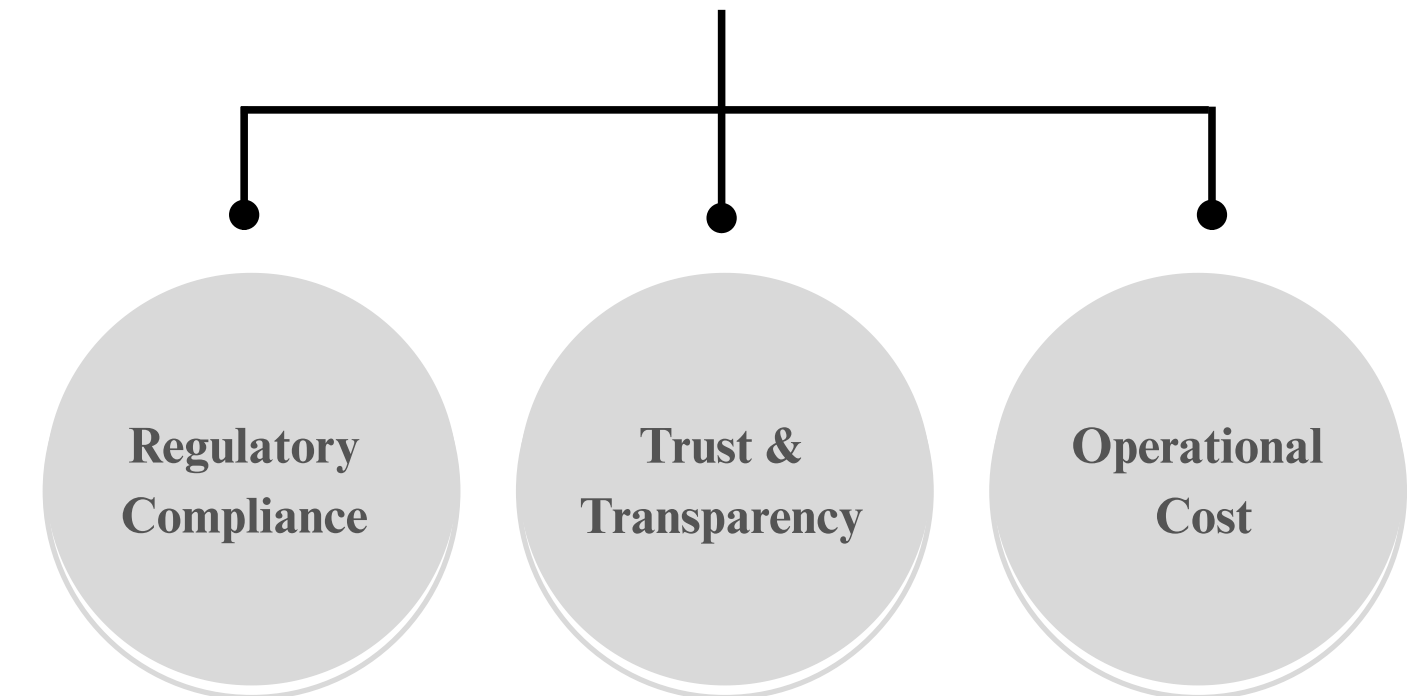 Regulatory
Compliance
Trust &
Transparency
Operational
Cost